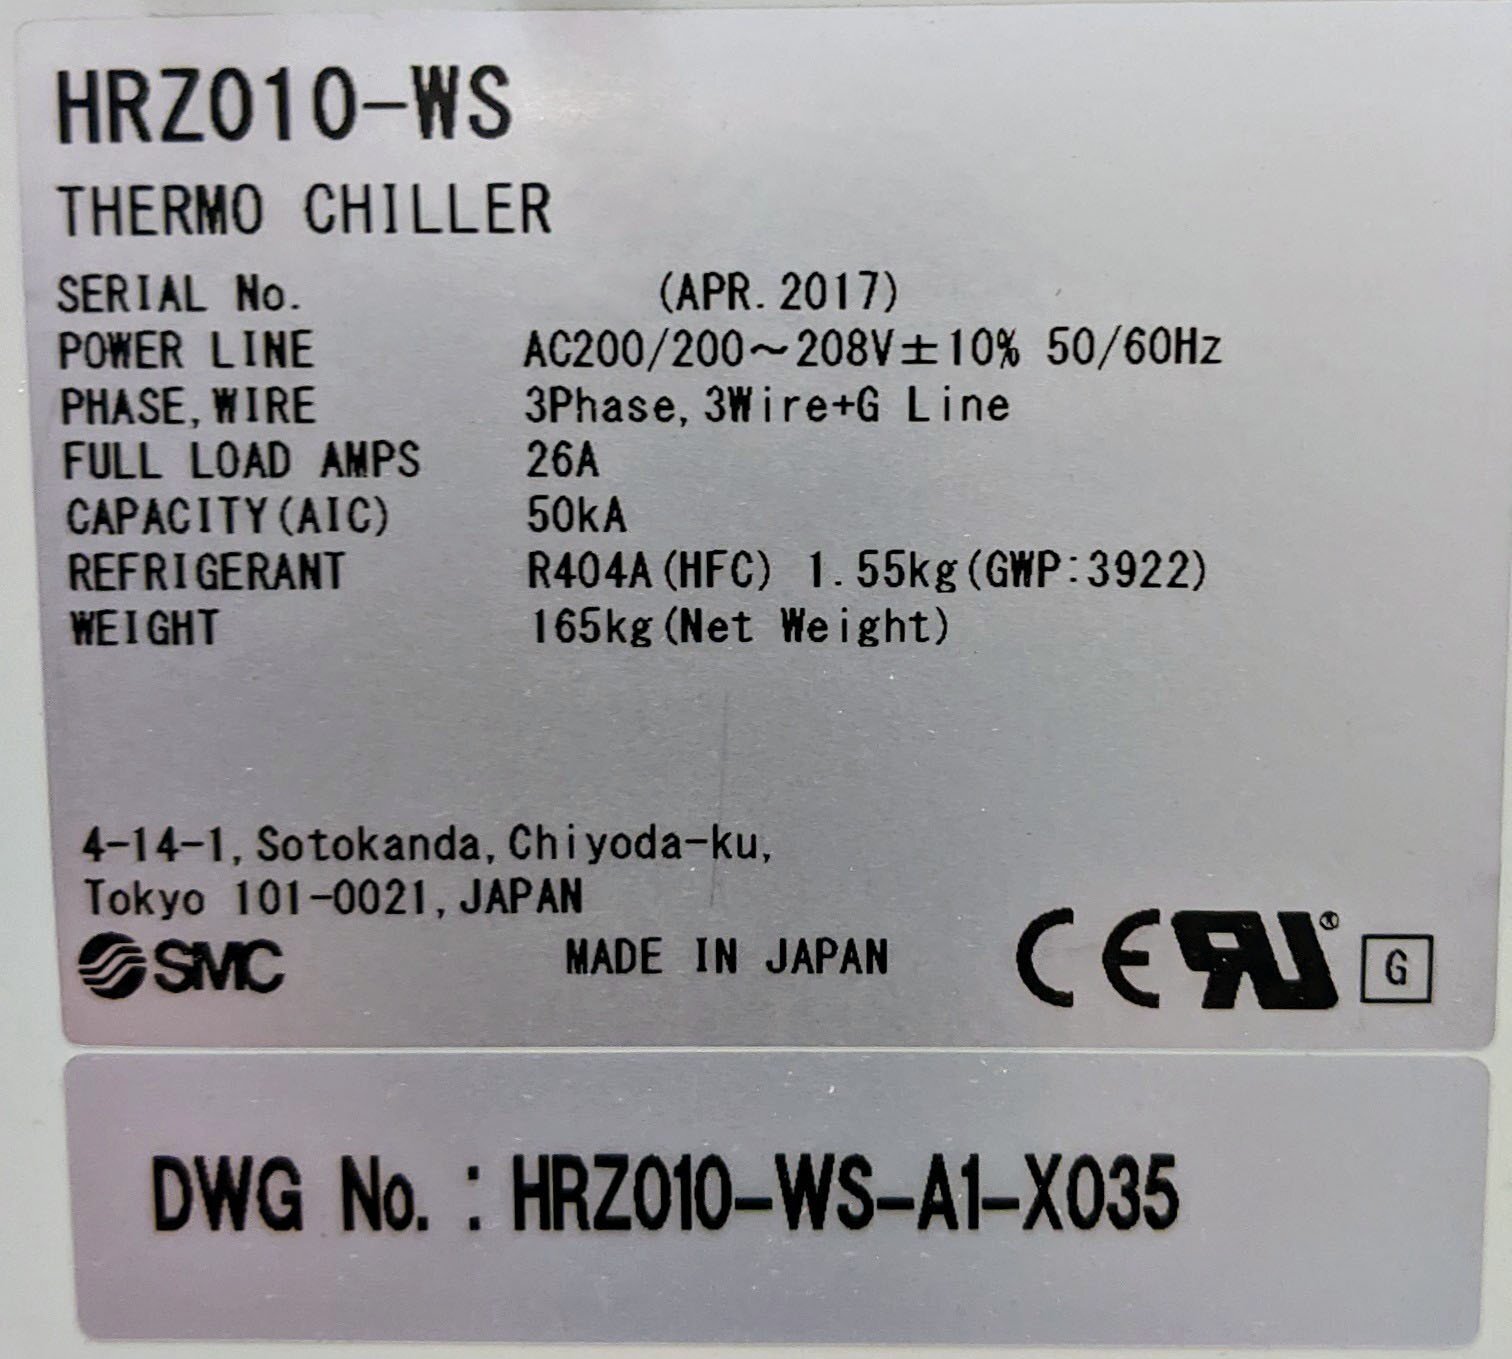 HRZ010-WS
THERMO CHILLER
SERIAL No. (APR. 2017)
POWER LINE AC200/200～208V±10% 50/60Hz
PHASE, WIRE 3Phase, 3Wire+G Line
FULL LOAD AMPS 26A
CAPACITY(AIC) 50kA
REFRIGERANT R404A(HFC) 1.55kg(GWP:3922)
WEIGHT 165kg(Net Weight)
4-14-1, Sotokanda, Chiyoda-ku,
Tokyo 101-0021, JAPAN
SMC MADE IN JAPAN CE RU® G
DWG No. : HRZ010-WS-A1-X035